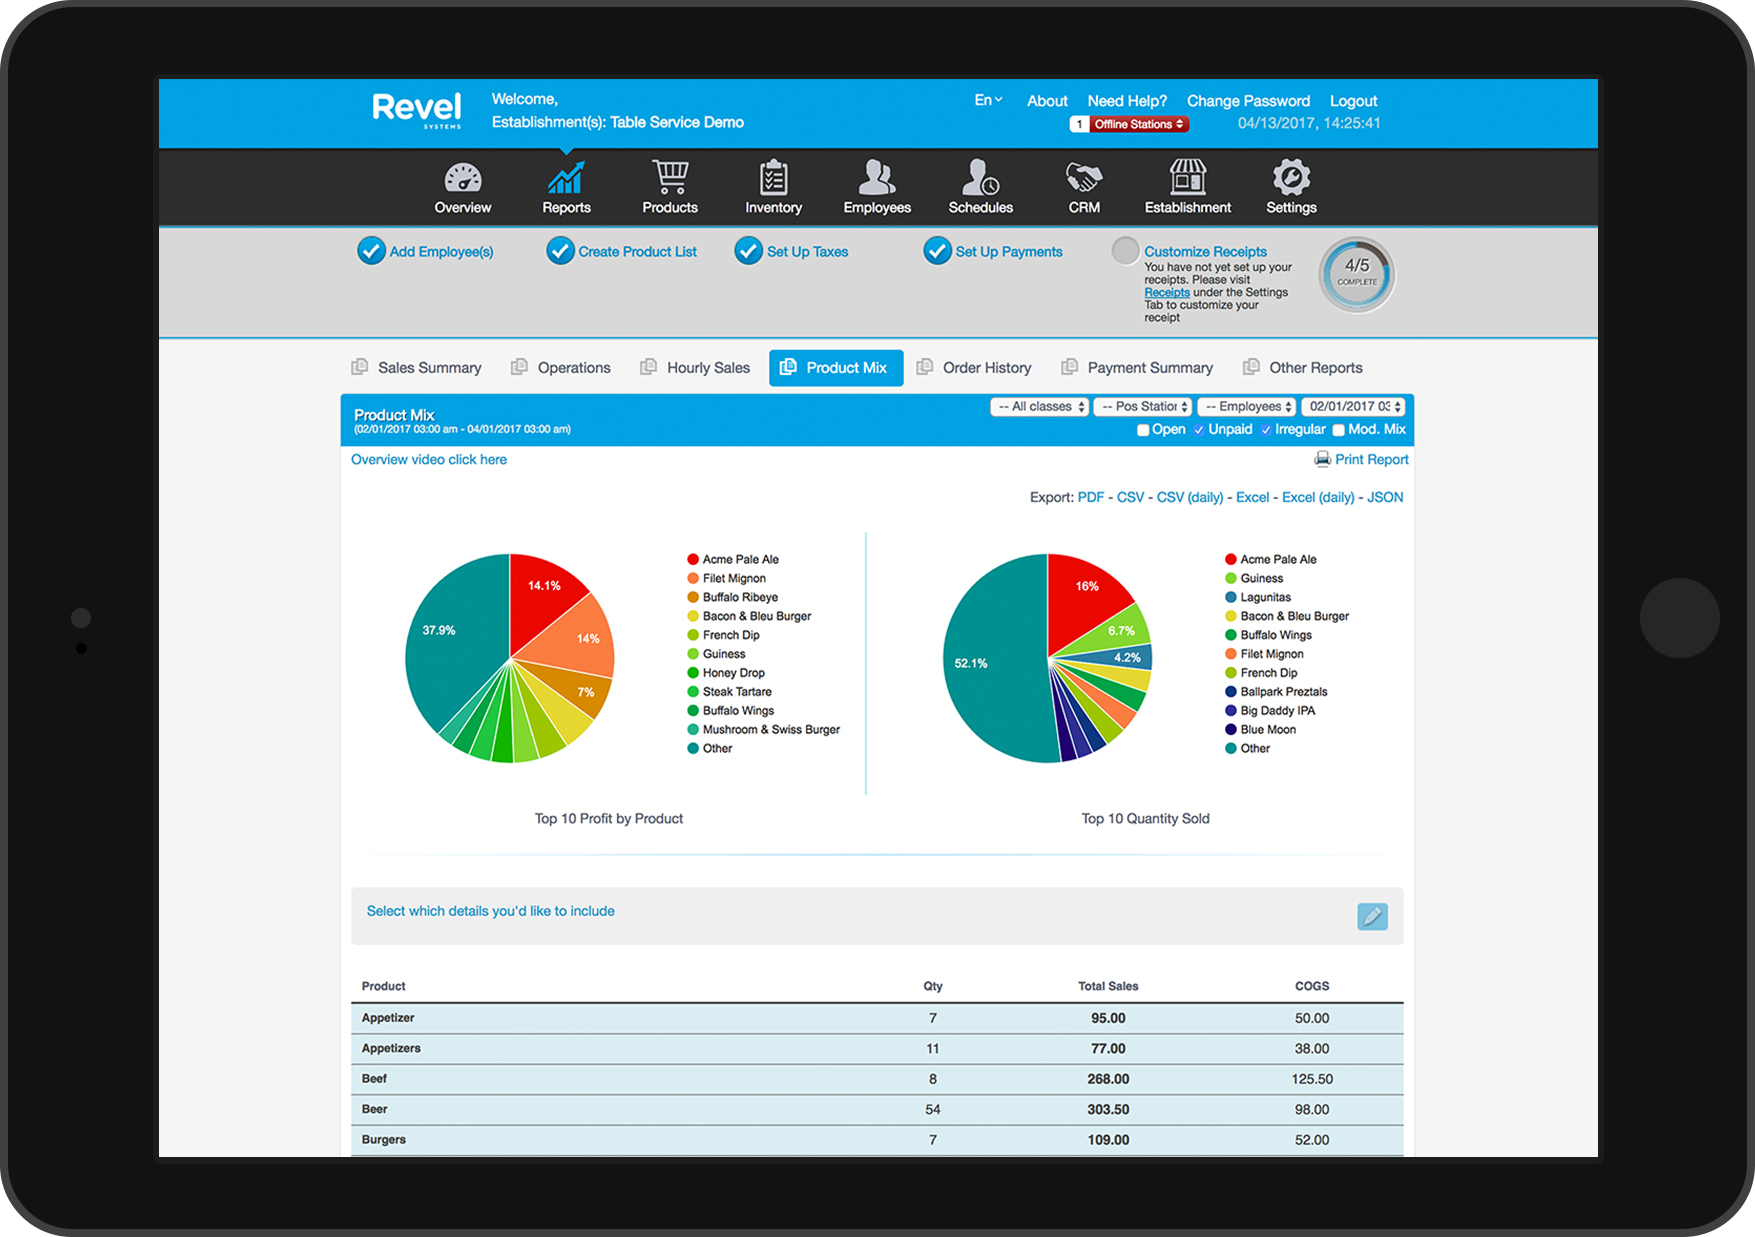 Revel
SYSTEMS
Welcome,
Establishment(s): Table Service Demo
En
About
Need Help?
Change Password
Logout
1
Offline Stations
04/13/2017, 14:25:41
Overview
Reports
Products
Inventory
Employees
Schedules
CRM
Establishment
Settings
Add Employee(s)
Create Product List
Set Up Taxes
Set Up Payments
Customize Receipts
You have not yet set up your
receipts. Please visit
Receipts under the Settings
Tab to customize your
receipt
4/5
COMPLETE
Sales Summary
Operations
Hourly Sales
Product Mix
Order History
Payment Summary
Other Reports
Product Mix
(02/01/2017 03:00 am - 04/01/2017 03:00 am)
-- All classes
-- Pos Station
-- Employees
02/01/2017 03:
Open
Unpaid
Irregular
Mod. Mix
Overview video click here
Print Report
Export: PDF - CSV - CSV (daily) - Excel - Excel (daily) - JSON
14.1%
14%
7%
37.9%
Acme Pale Ale
Filet Mignon
Buffalo Ribeye
Bacon & Bleu Burger
French Dip
Guiness
Honey Drop
Steak Tartare
Buffalo Wings
Mushroom & Swiss Burger
Other
Top 10 Profit by Product
16%
6.7%
4.2%
52.1%
Acme Pale Ale
Guiness
Lagunitas
Bacon & Bleu Burger
Buffalo Wings
Filet Mignon
French Dip
Ballpark Preztals
Big Daddy IPA
Blue Moon
Other
Top 10 Quantity Sold
Select which details you'd like to include
Product Qty Total Sales COGS
Appetizer 7 95.00 50.00
Appetizers 11 77.00 38.00
Beef 8 268.00 125.50
Beer 54 303.50 98.00
Burgers 7 109.00 52.00